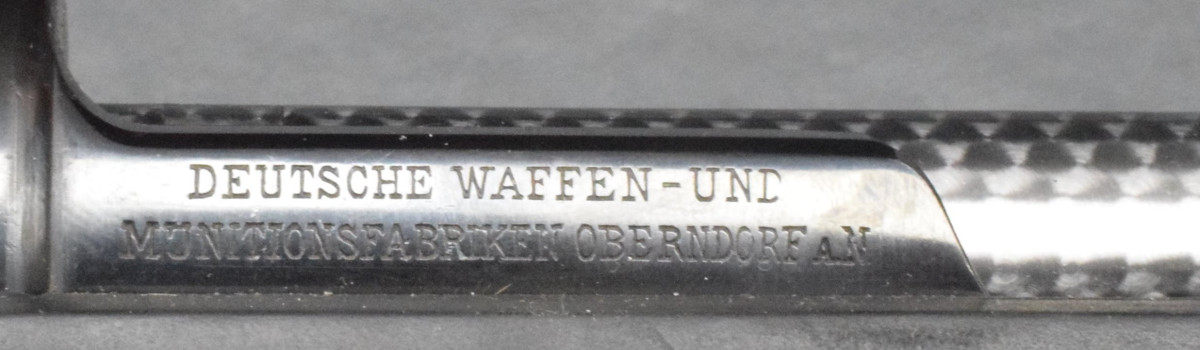 DEUTSCHE WAFFEN-UND
MUNITIONSFABRIKEN OBERNDORF A N